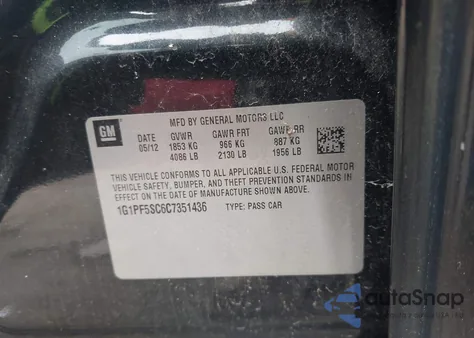 MFD BY GENERAL MOTORS LLC
GM DATE GVWR GAWR FRT GAWR RR
05/12 1853 KG 966 KG 887 KG
4086 LB 2130 LB 1956 LB
THIS VEHICLE CONFORMS TO ALL APPLICABLE U.S. FEDERAL MOTOR
VEHICLE SAFETY, BUMPER, AND THEFT PREVENTION STANDARDS IN
EFFECT ON THE DATE OF MANUFACTURE SHOWN ABOVE.
1G1PF5SC6C7351436 TYPE: PASS CAR
autoSnap